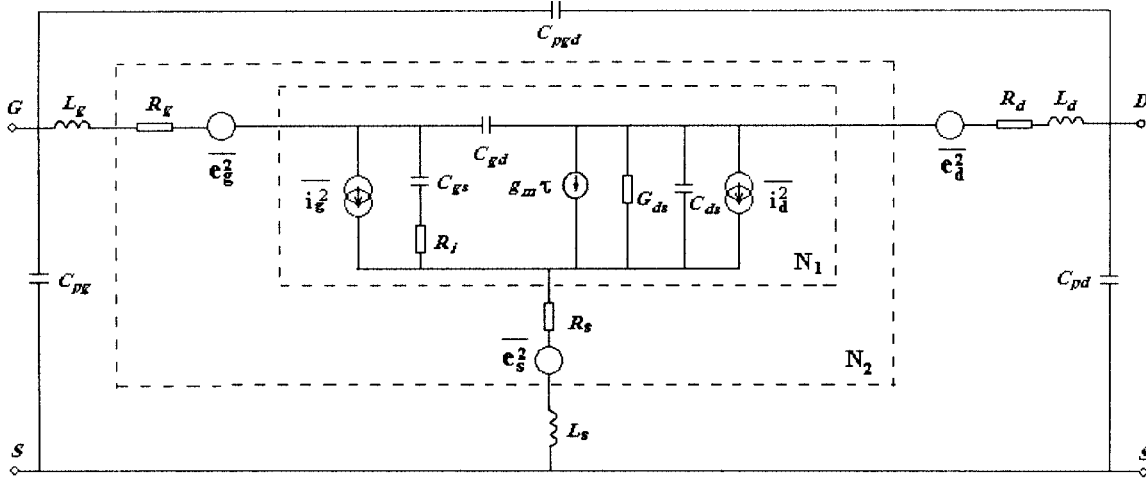 C_pgd
G
L_g
R_g
R_d
L_d
D
e_g^2
C_gd
e_d^2
i_g^2
C_gs
g_m τ
G_ds
C_ds
i_d^2
R_i
N_1
C_pg
C_pd
R_s
e_s^2
N_2
L_s
S
S